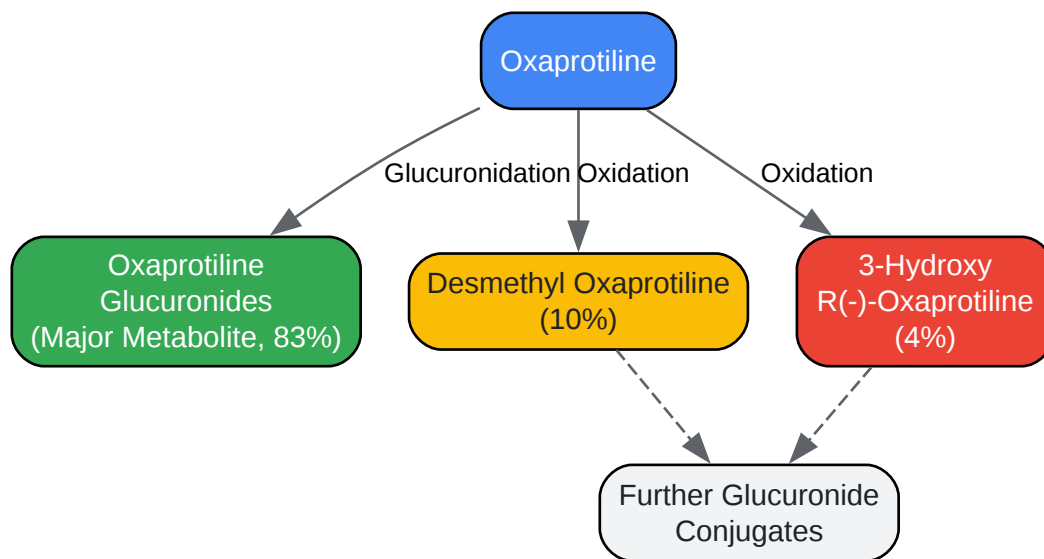 Oxaprotiline
Glucuronidation
Oxidation
Oxidation
Oxaprotiline
Glucuronides
(Major Metabolite, 83%)
Desmethyl Oxaprotiline
(10%)
3-Hydroxy
R(-)-Oxaprotiline
(4%)
Further Glucuronide
Conjugates